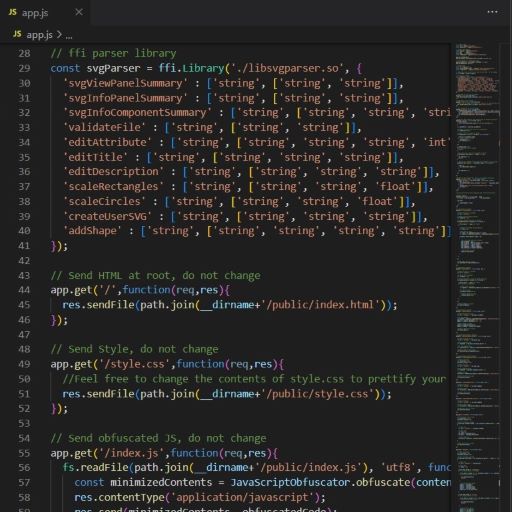 JS app.js ×
JS app.js > ...
28 // ffi parser library
29 const svgParser = ffi.Library('./libsvgparser.so', {
30 'svgViewPanelSummary' : ['string', ['string', 'string']],
31 'svgInfoPanelSummary' : ['string', ['string', 'string']],
32 'svgInfoComponentSummary' : ['string', ['string', 'string', 'stri
33 'validateFile' : ['string', ['string', 'string']],
34 'editAttribute' : ['string', ['string', 'string', 'string', 'int'
35 'editTitle' : ['string', ['string', 'string', 'string']],
36 'editDescription' : ['string', ['string', 'string', 'string']],
37 'scaleRectangles' : ['string', ['string', 'string', 'float']],
38 'scaleCircles' : ['string', ['string', 'string', 'float']],
39 'createUserSVG' : ['string', ['string', 'string', 'string']],
40 'addShape' : ['string', ['string', 'string', 'string', 'string']]
41 });
42
43 // Send HTML at root, do not change
44 app.get('/',function(req,res){
45 res.sendFile(path.join(__dirname+'/public/index.html'));
46 });
47
48 // Send Style, do not change
49 app.get('/style.css',function(req,res){
50 //Feel free to change the contents of style.css to prettify your
51 res.sendFile(path.join(__dirname+'/public/style.css'));
52 });
53
54 // Send obfuscated JS, do not change
55 app.get('/index.js',function(req,res){
56 fs.readFile(path.join(__dirname+'/public/index.js'), 'utf8', func
57 const minimizedContents = JavaScriptObfuscator.obfuscate(conten
58 res.contentType('application/javascript');
59 res.send(minimizedContents._obfuscatedCode);